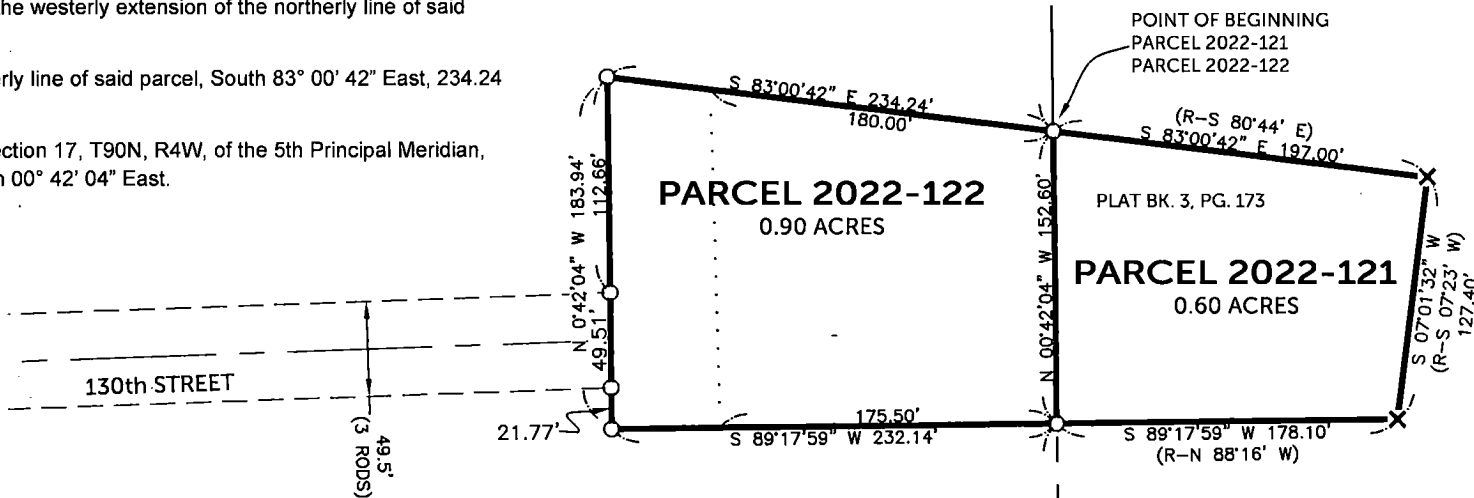 the westerly extension of the northerly line of said
erly line of said parcel, South 83° 00' 42" East, 234.24
ection 17, T90N, R4W, of the 5th Principal Meridian,
h 00° 42' 04" East.
POINT OF BEGINNING
PARCEL 2022-121
PARCEL 2022-122
S 83°00'42" E 234.24'
180.00'
(R-S 80°44' E)
S 83°00'42" E 197.00'
N 0°42'04" W 183.94'
112.66'
49.51'
21.77'
PARCEL 2022-122
0.90 ACRES
N 00°42'04" W 152.60'
PLAT BK. 3, PG. 173
PARCEL 2022-121
0.60 ACRES
S 07°01'32" W
(R-S 07°23' W)
127.40'
130th STREET
49.5'
(3 RODS)
175.50'
S 89°17'59" W 232.14'
S 89°17'59" W 178.10'
(R-N 88°16' W)